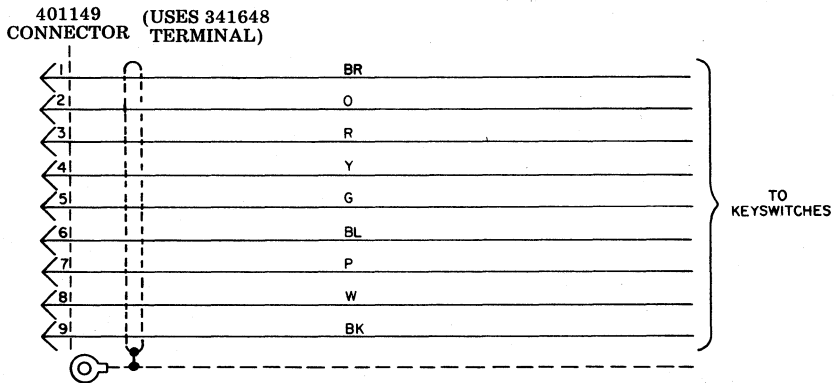 401149 (USES 341648
CONNECTOR TERMINAL)
1 BR
2 O
3 R
4 Y
5 G
6 BL
7 P
8 W
9 BK
TO
KEYSWITCHES